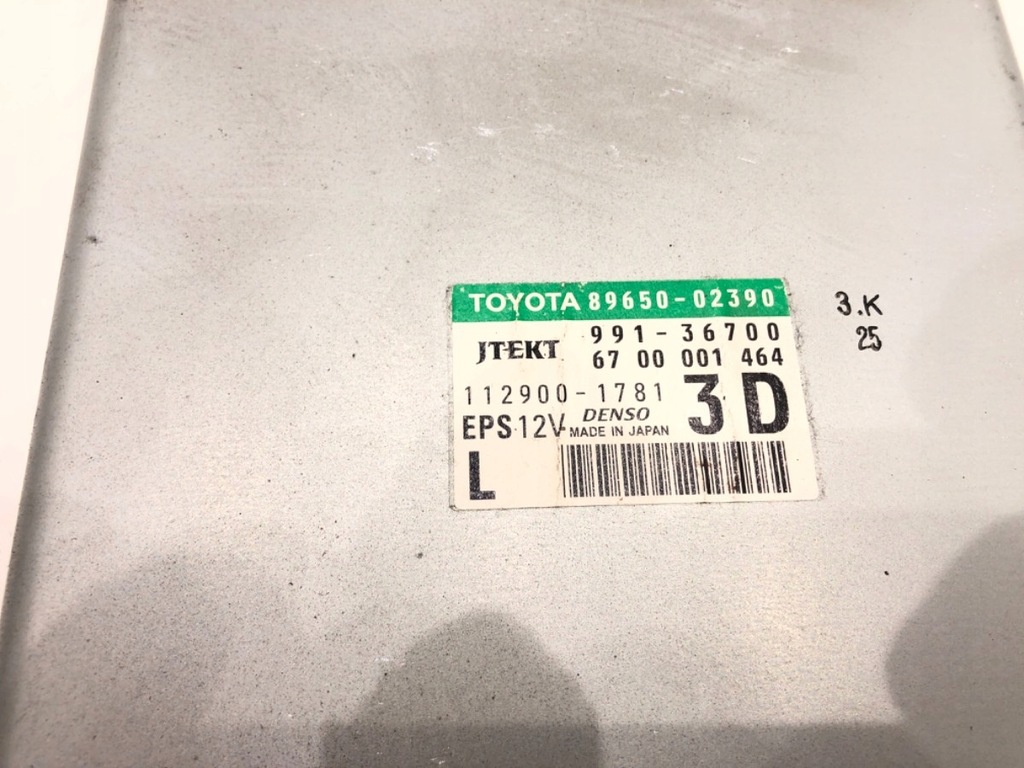 TOYOTA 89650-02390
991-36700
JTEKT
67 00 001 464
112900-1781
3D
DENSO
EPS 12V MADE IN JAPAN
L
3.K
25